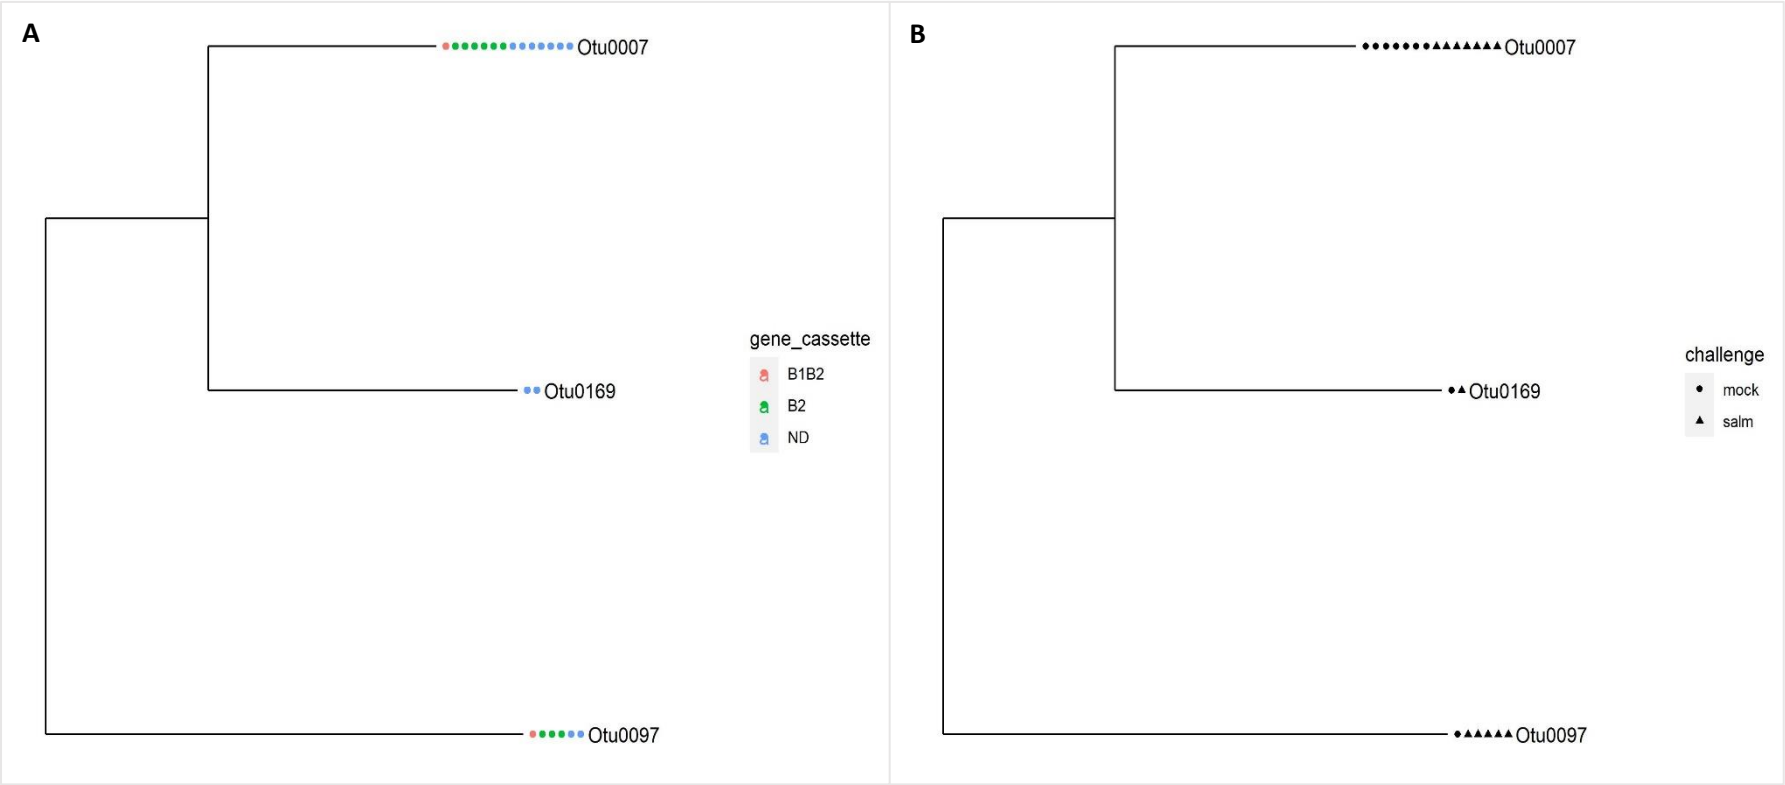 A
Otu0007
Otu0169
Otu0097
gene_cassette
a B1B2
a B2
a ND
B
Otu0007
Otu0169
Otu0097
challenge
mock
salm